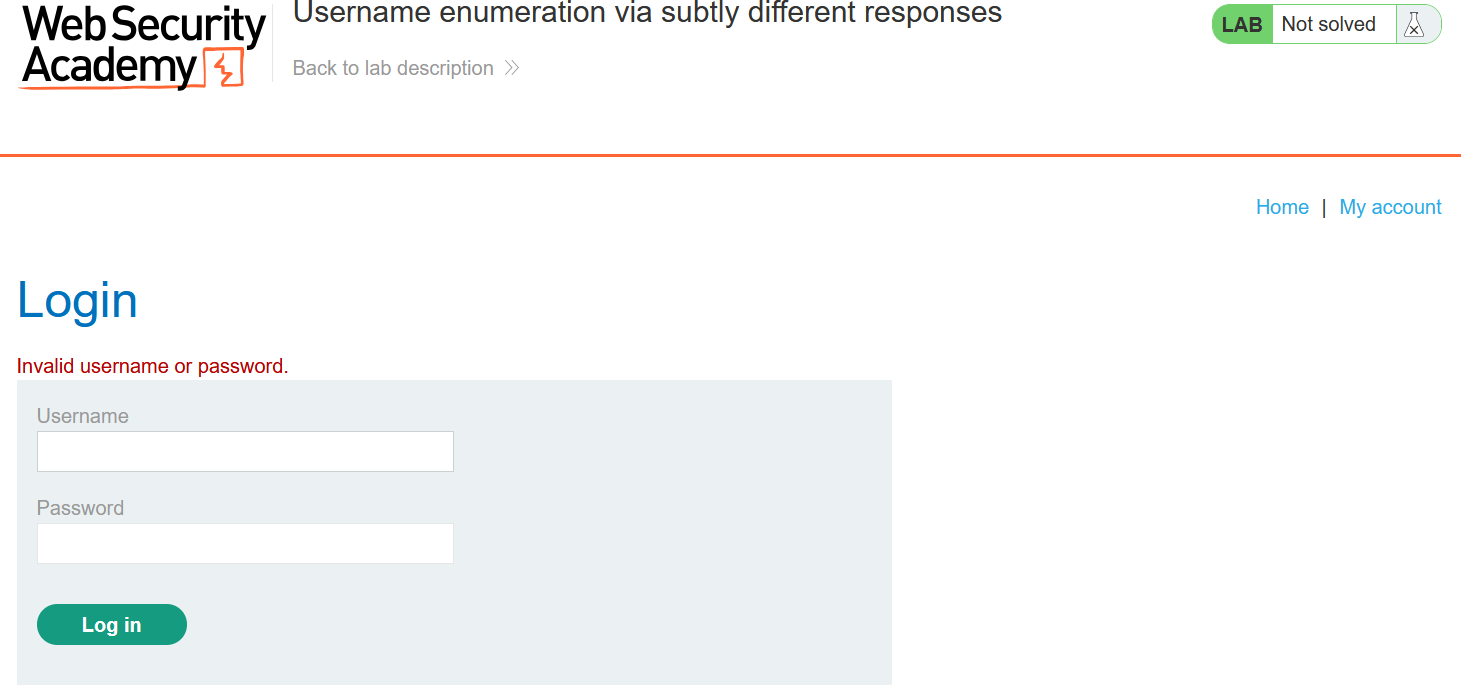 Web Security
Academy
Username enumeration via subtly different responses
Back to lab description
LAB Not solved
Home | My account
Login
Invalid username or password.
Username
Password
Log in